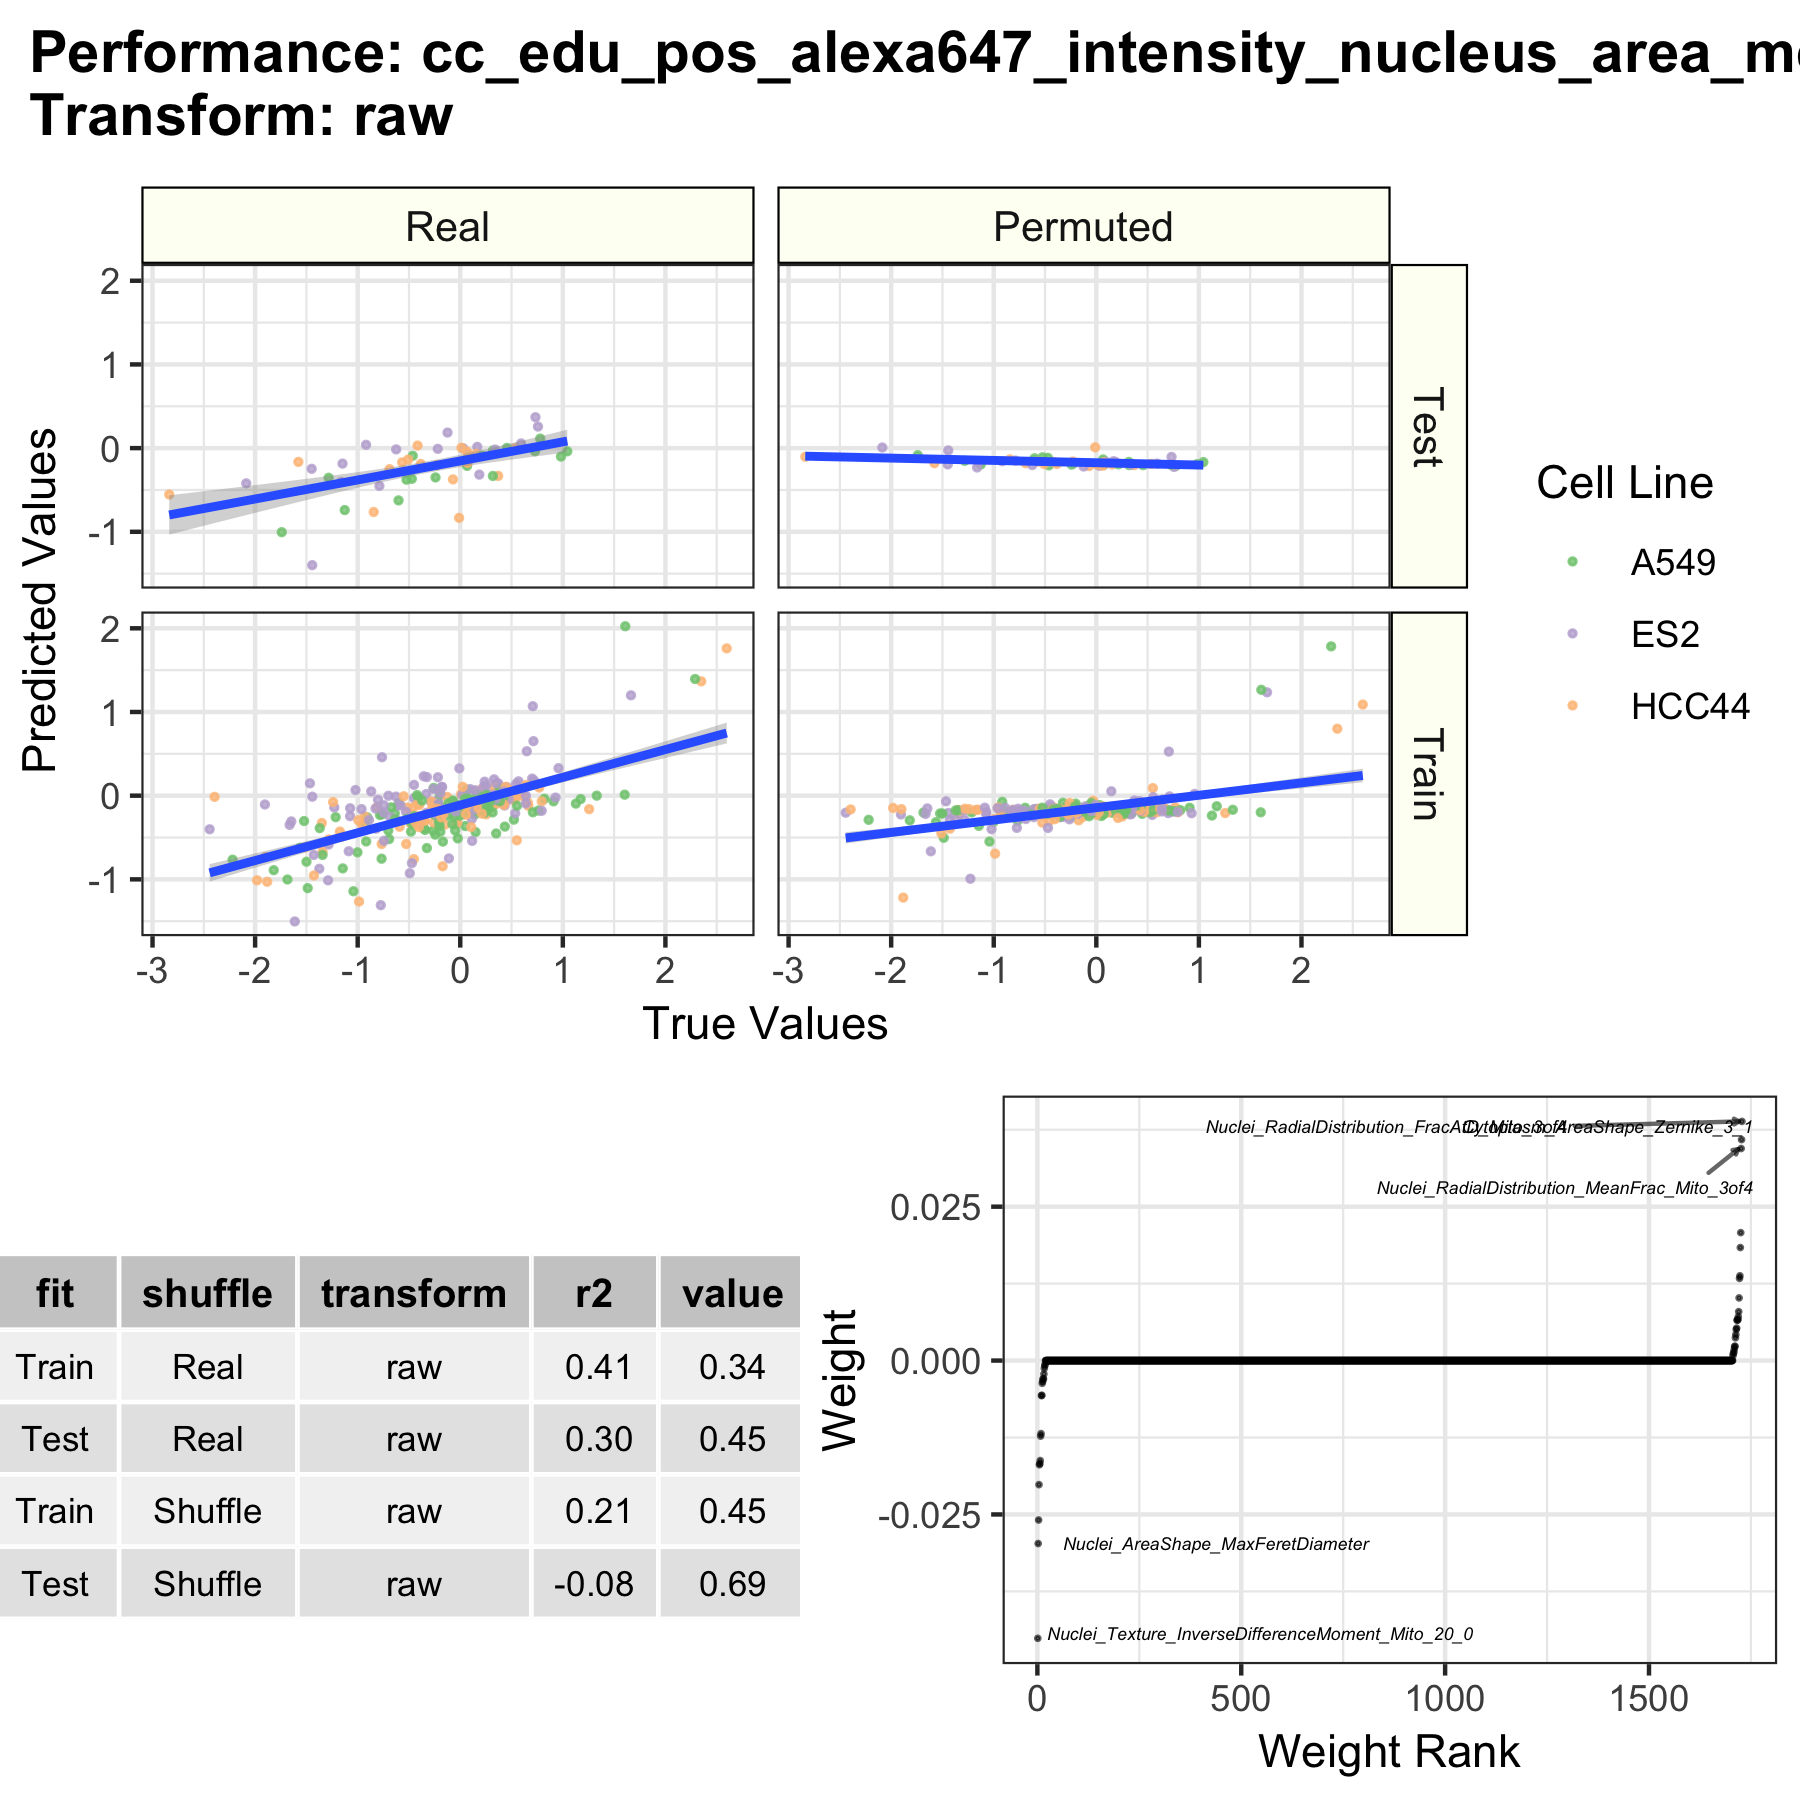 Performance: cc_edu_pos_alexa647_intensity_nucleus_area_m
Transform: raw
Real
Permuted
2
1
0
-1
Test
2
1
0
-1
Train
-3 -2 -1 0 1 2
-3 -2 -1 0 1 2
True Values
Predicted Values
Cell Line
A549
ES2
HCC44
fit shuffle transform r2 value
Train Real raw 0.41 0.34
Test Real raw 0.30 0.45
Train Shuffle raw 0.21 0.45
Test Shuffle raw -0.08 0.69
Nuclei_RadialDistribution_FracAtD_Mito_3of4
Cytoplasm_AreaShape_Zernike_3_1
Nuclei_RadialDistribution_MeanFrac_Mito_3of4
Nuclei_AreaShape_MaxFeretDiameter
Nuclei_Texture_InverseDifferenceMoment_Mito_20_0
0.025
0.000
-0.025
Weight
0 500 1000 1500
Weight Rank